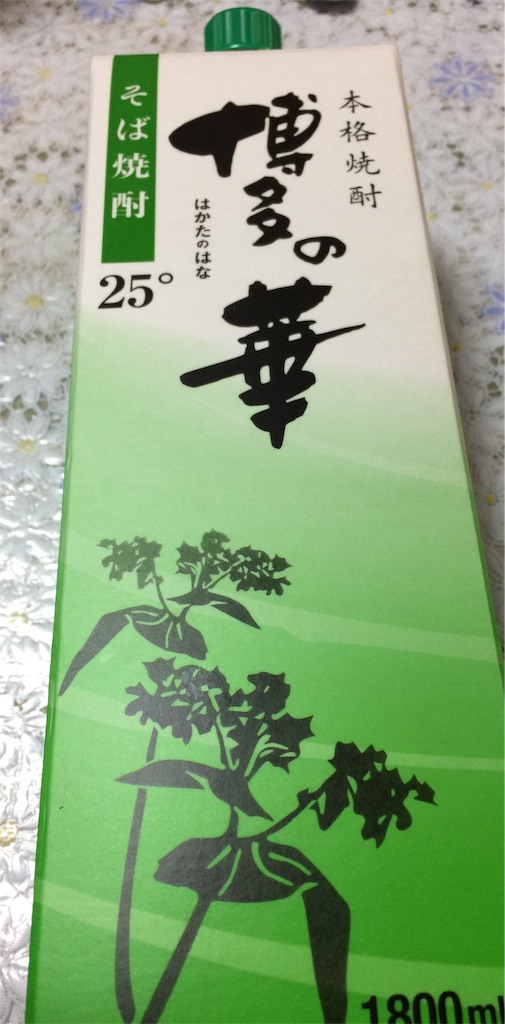 本格焼酎
博多の華
はかたのはな
そば焼酎
25°
1800ml